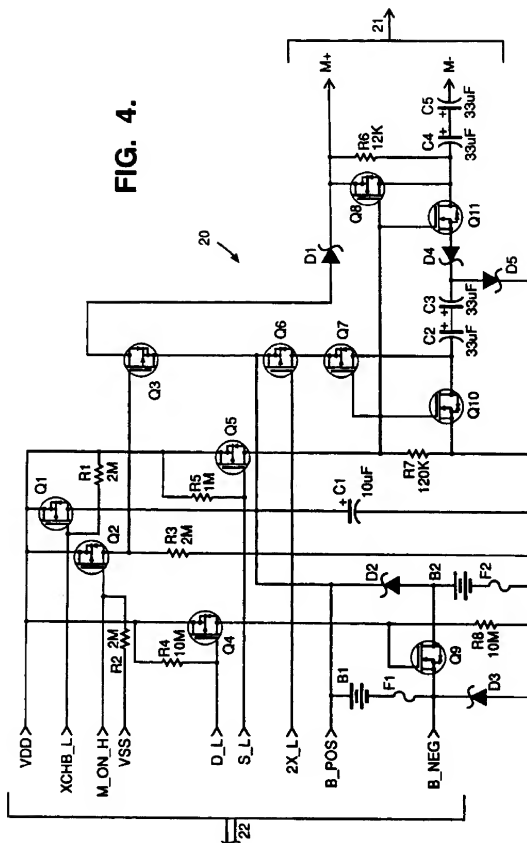 FIG. 4.
20
21
22
VDD
XCHB_L
M_ON_H
VSS
D_L
S_L
2X_L
B_POS
B_NEG
M+
M-
Q1
R1
2M
Q2
R2
2M
Q3
R3
2M
R4
10M
Q4
R5
1M
Q5
Q6
Q7
C1
10uF
+
R7
120K
D1
Q8
R6
12K
Q10
C2
33uF
+
C3
33uF
+
D4
D5
Q11
C4
33uF
+
C5
33uF
+
B1
F1
D2
B2
F2
Q9
R8
10M
D3